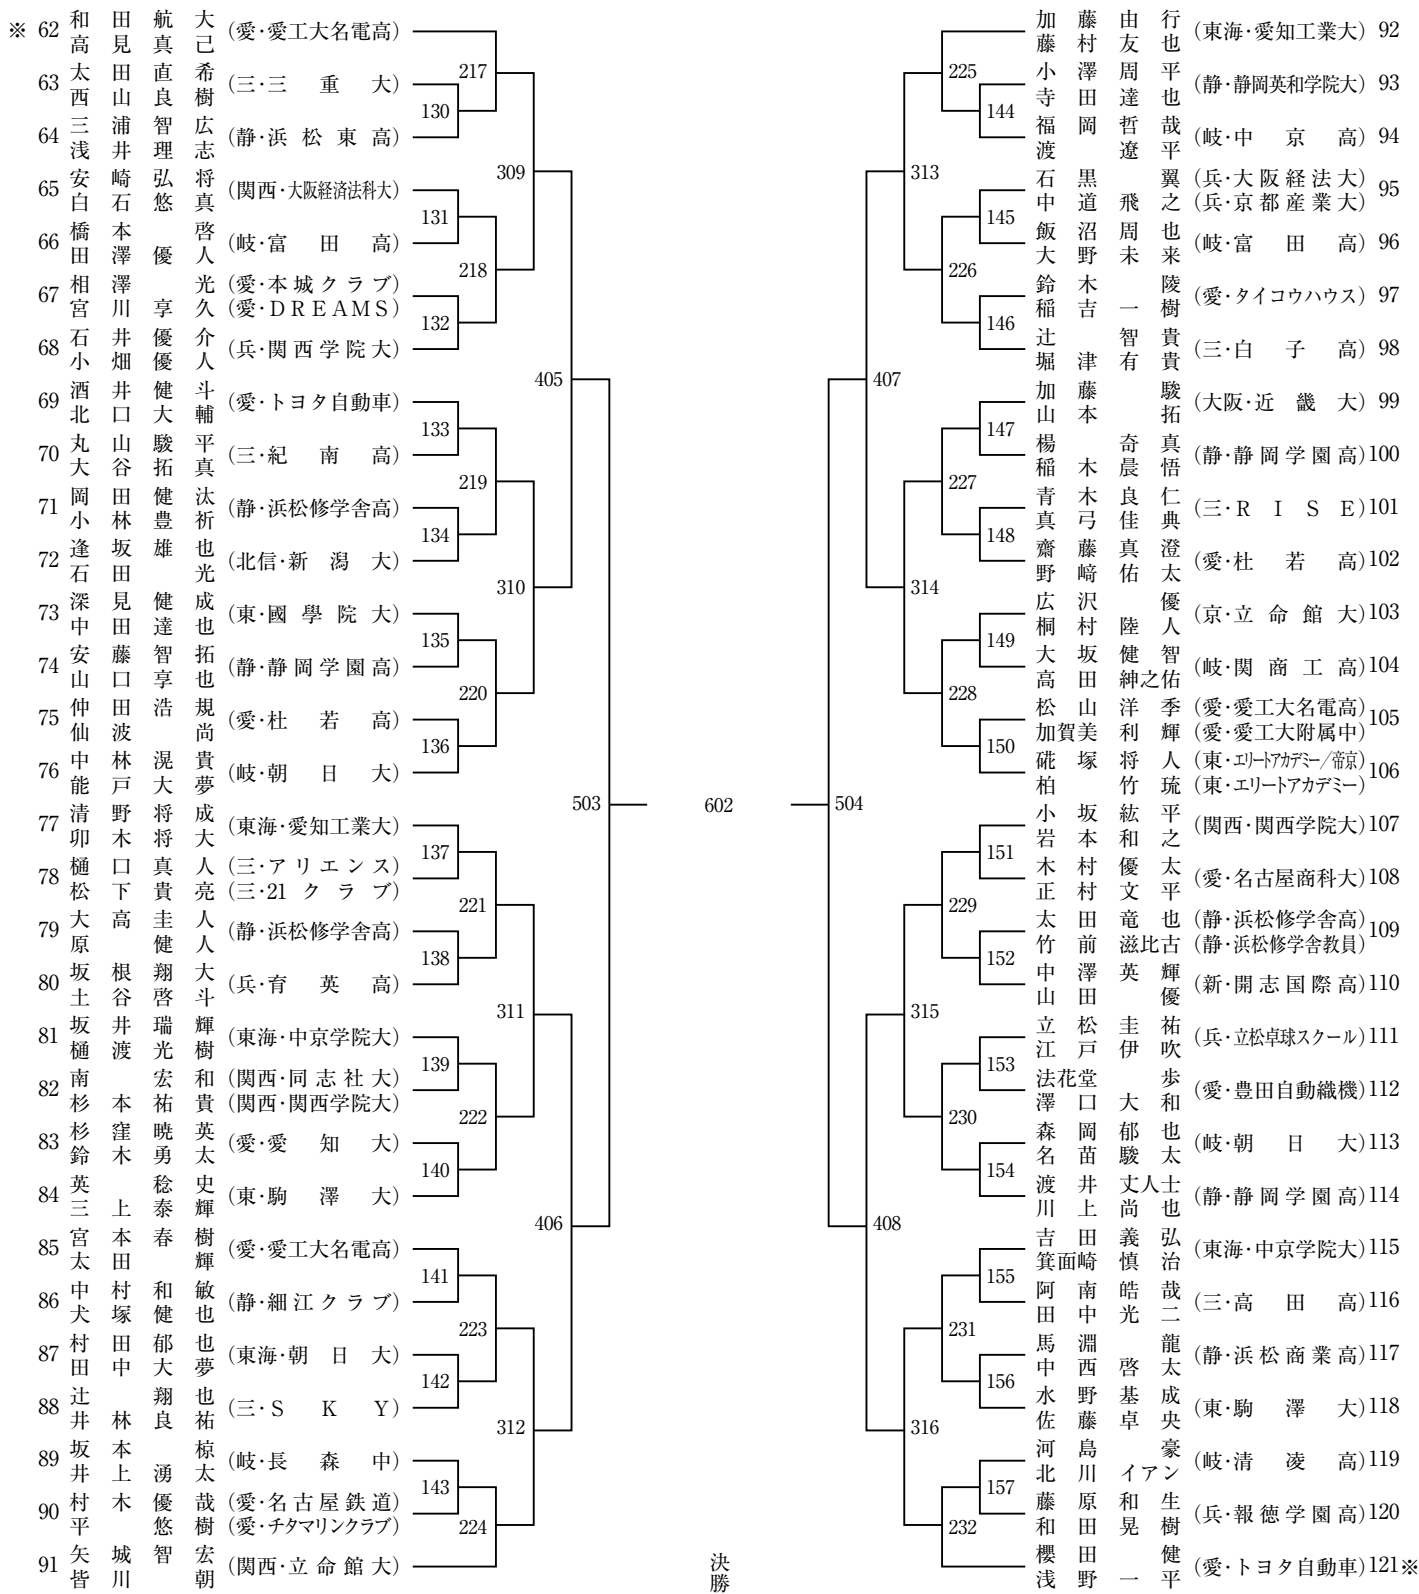 ※ 62 和田航大 高見真己 (愛・愛工大名電高)
63 太田直希 西山良樹 (三・三重大)
64 三浦智広 浅井理志 (静・浜松東高)
65 安崎弘将 白石悠真 (関西・大阪経済法科大)
66 橋本啓 田澤優人 (岐・富田高)
67 相澤光 (愛・本城クラブ) 宮川享久 (愛・DREAMS)
68 石井優介 小畑優人 (兵・関西学院大)
69 酒井健斗 北口大輔 (愛・トヨタ自動車)
70 丸山駿平 大谷拓真 (三・紀南高)
71 岡田健汰 小林豊祈 (静・浜松修学舎高)
72 逢坂雄也 石田光 (北信・新潟大)
73 深見健成 中田達也 (東・國學院大)
74 安藤智拓 山口享也 (静・静岡学園高)
75 仲田浩規 仙波尚 (愛・杜若高)
76 中林滉貴 能戸大夢 (岐・朝日大)
77 清野将成 卯木将大 (東海・愛知工業大)
78 樋口真人 (三・アリエンス) 松下貴亮 (三・21クラブ)
79 大高圭人 原健人 (静・浜松修学舎高)
80 坂根翔大 土谷啓斗 (兵・育英高)
81 坂井瑞輝 樋渡光樹 (東海・中京学院大)
82 南宏和 (関西・同志社大) 杉本祐貴 (関西・関西学院大)
83 杉窪暁英 鈴木勇太 (愛・愛知大)
84 英稔史 三上泰輝 (東・駒澤大)
85 宮本春樹 太田輝 (愛・愛工大名電高)
86 中村和敏 犬塚健也 (静・細江クラブ)
87 村田郁也 田中大夢 (東海・朝日大)
88 辻翔也 井林良祐 (三・SKY)
89 坂本椋 井上湧太 (岐・長森中)
90 村木優哉 (愛・名古屋鉄道) 平悠樹 (愛・チタマリンクラブ)
91 矢城智宏 皆川朝 (関西・立命館大)
217
130
309
131
218
132
405
133
219
134
310
135
220
136
503
137
221
138
311
139
222
140
406
141
223
142
312
143
224
602
決勝
504
225
144
313
145
226
146
407
147
227
148
314
149
228
150
151
229
152
315
153
230
154
408
155
231
156
316
157
232
加藤由行 藤村友也 (東海・愛知工業大) 92
小澤周平 寺田達也 (静・静岡英和学院大) 93
福岡哲哉 渡遼平 (岐・中京高) 94
石黒翼 (兵・大阪経法大) 中道飛之 (兵・京都産業大) 95
飯沼周也 大野未来 (岐・富田高) 96
鈴木陵 稲吉一樹 (愛・タイコウハウス) 97
辻智貴 堀津有貴 (三・白子高) 98
加藤駿 山本拓 (大阪・近畿大) 99
楊奇真 稲木晨悟 (静・静岡学園高) 100
青木良仁 真弓佳典 (三・RISE) 101
齋藤真澄 野﨑佑太 (愛・杜若高) 102
広沢優 桐村陸人 (京・立命館大) 103
大坂健智 高田紳之佑 (岐・関商工高) 104
松山洋季 (愛・愛工大名電高) 加賀美利輝 (愛・愛工大附属中) 105
硴塚将人 (東・エリートアカデミー/帝京) 柏竹琉 (東・エリートアカデミー) 106
小坂紘平 岩本和之 (関西・関西学院大) 107
木村優太 正村文平 (愛・名古屋商科大) 108
太田竜也 (静・浜松修学舎高) 竹前滋比古 (静・浜松修学舎教員) 109
中澤英輝 山田優 (新・開志国際高) 110
立松圭祐 江戸伊吹 (兵・立松卓球スクール) 111
法花堂歩 澤口大和 (愛・豊田自動織機) 112
森岡郁也 名苗駿太 (岐・朝日大) 113
渡井丈人士 川上尚也 (静・静岡学園高) 114
吉田義弘 箕面崎慎治 (東海・中京学院大) 115
阿南皓哉 田中光二 (三・高田高) 116
馬淵龍 中西啓太 (静・浜松商業高) 117
水野基成 佐藤卓央 (東・駒澤大) 118
河島豪 北川イアン (岐・清凌高) 119
藤原和生 和田晃樹 (兵・報徳学園高) 120
櫻田健 浅野一平 (愛・トヨタ自動車) 121 ※